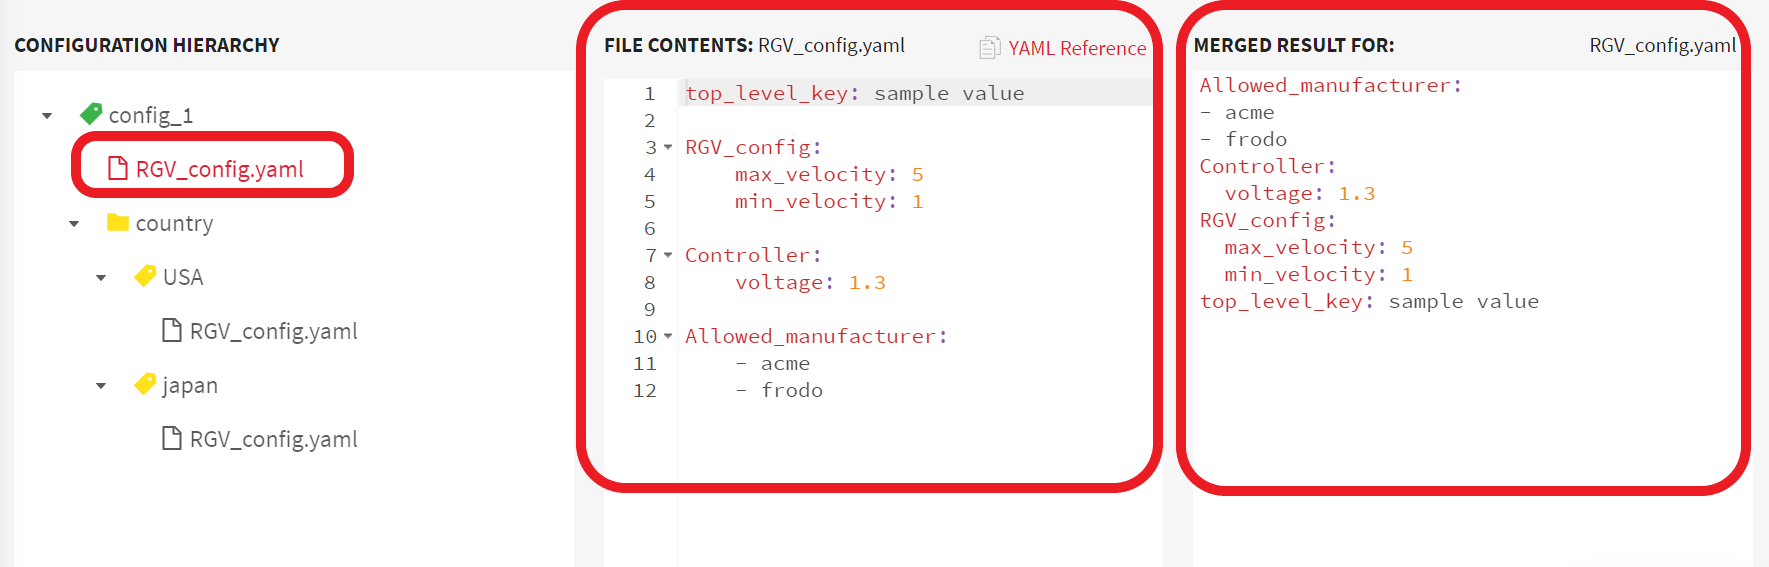 CONFIGURATION HIERARCHY
config_1
RGV_config.yaml
country
USA
RGV_config.yaml
japan
RGV_config.yaml
FILE CONTENTS: RGV_config.yaml YAML Reference
1 top_level_key: sample value
2
3 RGV_config:
4 max_velocity: 5
5 min_velocity: 1
6
7 Controller:
8 voltage: 1.3
9
10 Allowed_manufacturer:
11 - acme
12 - frodo
MERGED RESULT FOR: RGV_config.yaml
Allowed_manufacturer:
- acme
- frodo
Controller:
voltage: 1.3
RGV_config:
max_velocity: 5
min_velocity: 1
top_level_key: sample value